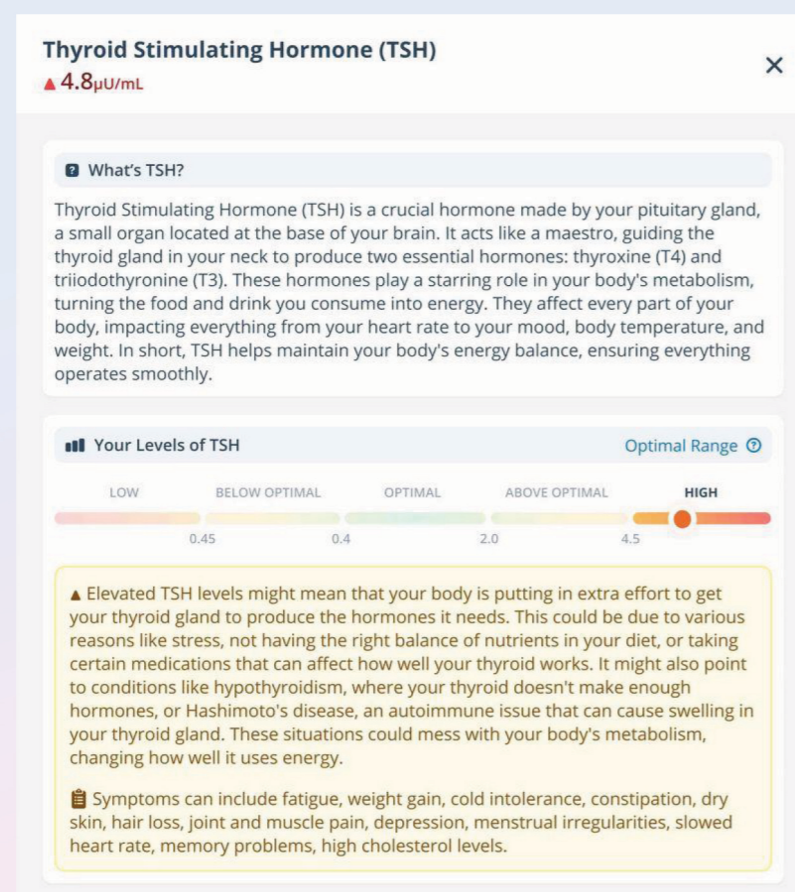 Thyroid Stimulating Hormone (TSH)
▲ 4.8µU/mL
What's TSH?
Thyroid Stimulating Hormone (TSH) is a crucial hormone made by your pituitary gland,
a small organ located at the base of your brain. It acts like a maestro, guiding the
thyroid gland in your neck to produce two essential hormones: thyroxine (T4) and
triiodothyronine (T3). These hormones play a starring role in your body's metabolism,
turning the food and drink you consume into energy. They affect every part of your
body, impacting everything from your heart rate to your mood, body temperature, and
weight. In short, TSH helps maintain your body's energy balance, ensuring everything
operates smoothly.
Your Levels of TSH Optimal Range
LOW BELOW OPTIMAL OPTIMAL ABOVE OPTIMAL HIGH
0.45 0.4 2.0 4.5
▲ Elevated TSH levels might mean that your body is putting in extra effort to get
your thyroid gland to produce the hormones it needs. This could be due to various
reasons like stress, not having the right balance of nutrients in your diet, or taking
certain medications that can affect how well your thyroid works. It might also point
to conditions like hypothyroidism, where your thyroid doesn't make enough
hormones, or Hashimoto's disease, an autoimmune issue that can cause swelling in
your thyroid gland. These situations could mess with your body's metabolism,
changing how well it uses energy.
Symptoms can include fatigue, weight gain, cold intolerance, constipation, dry
skin, hair loss, joint and muscle pain, depression, menstrual irregularities, slowed
heart rate, memory problems, high cholesterol levels.